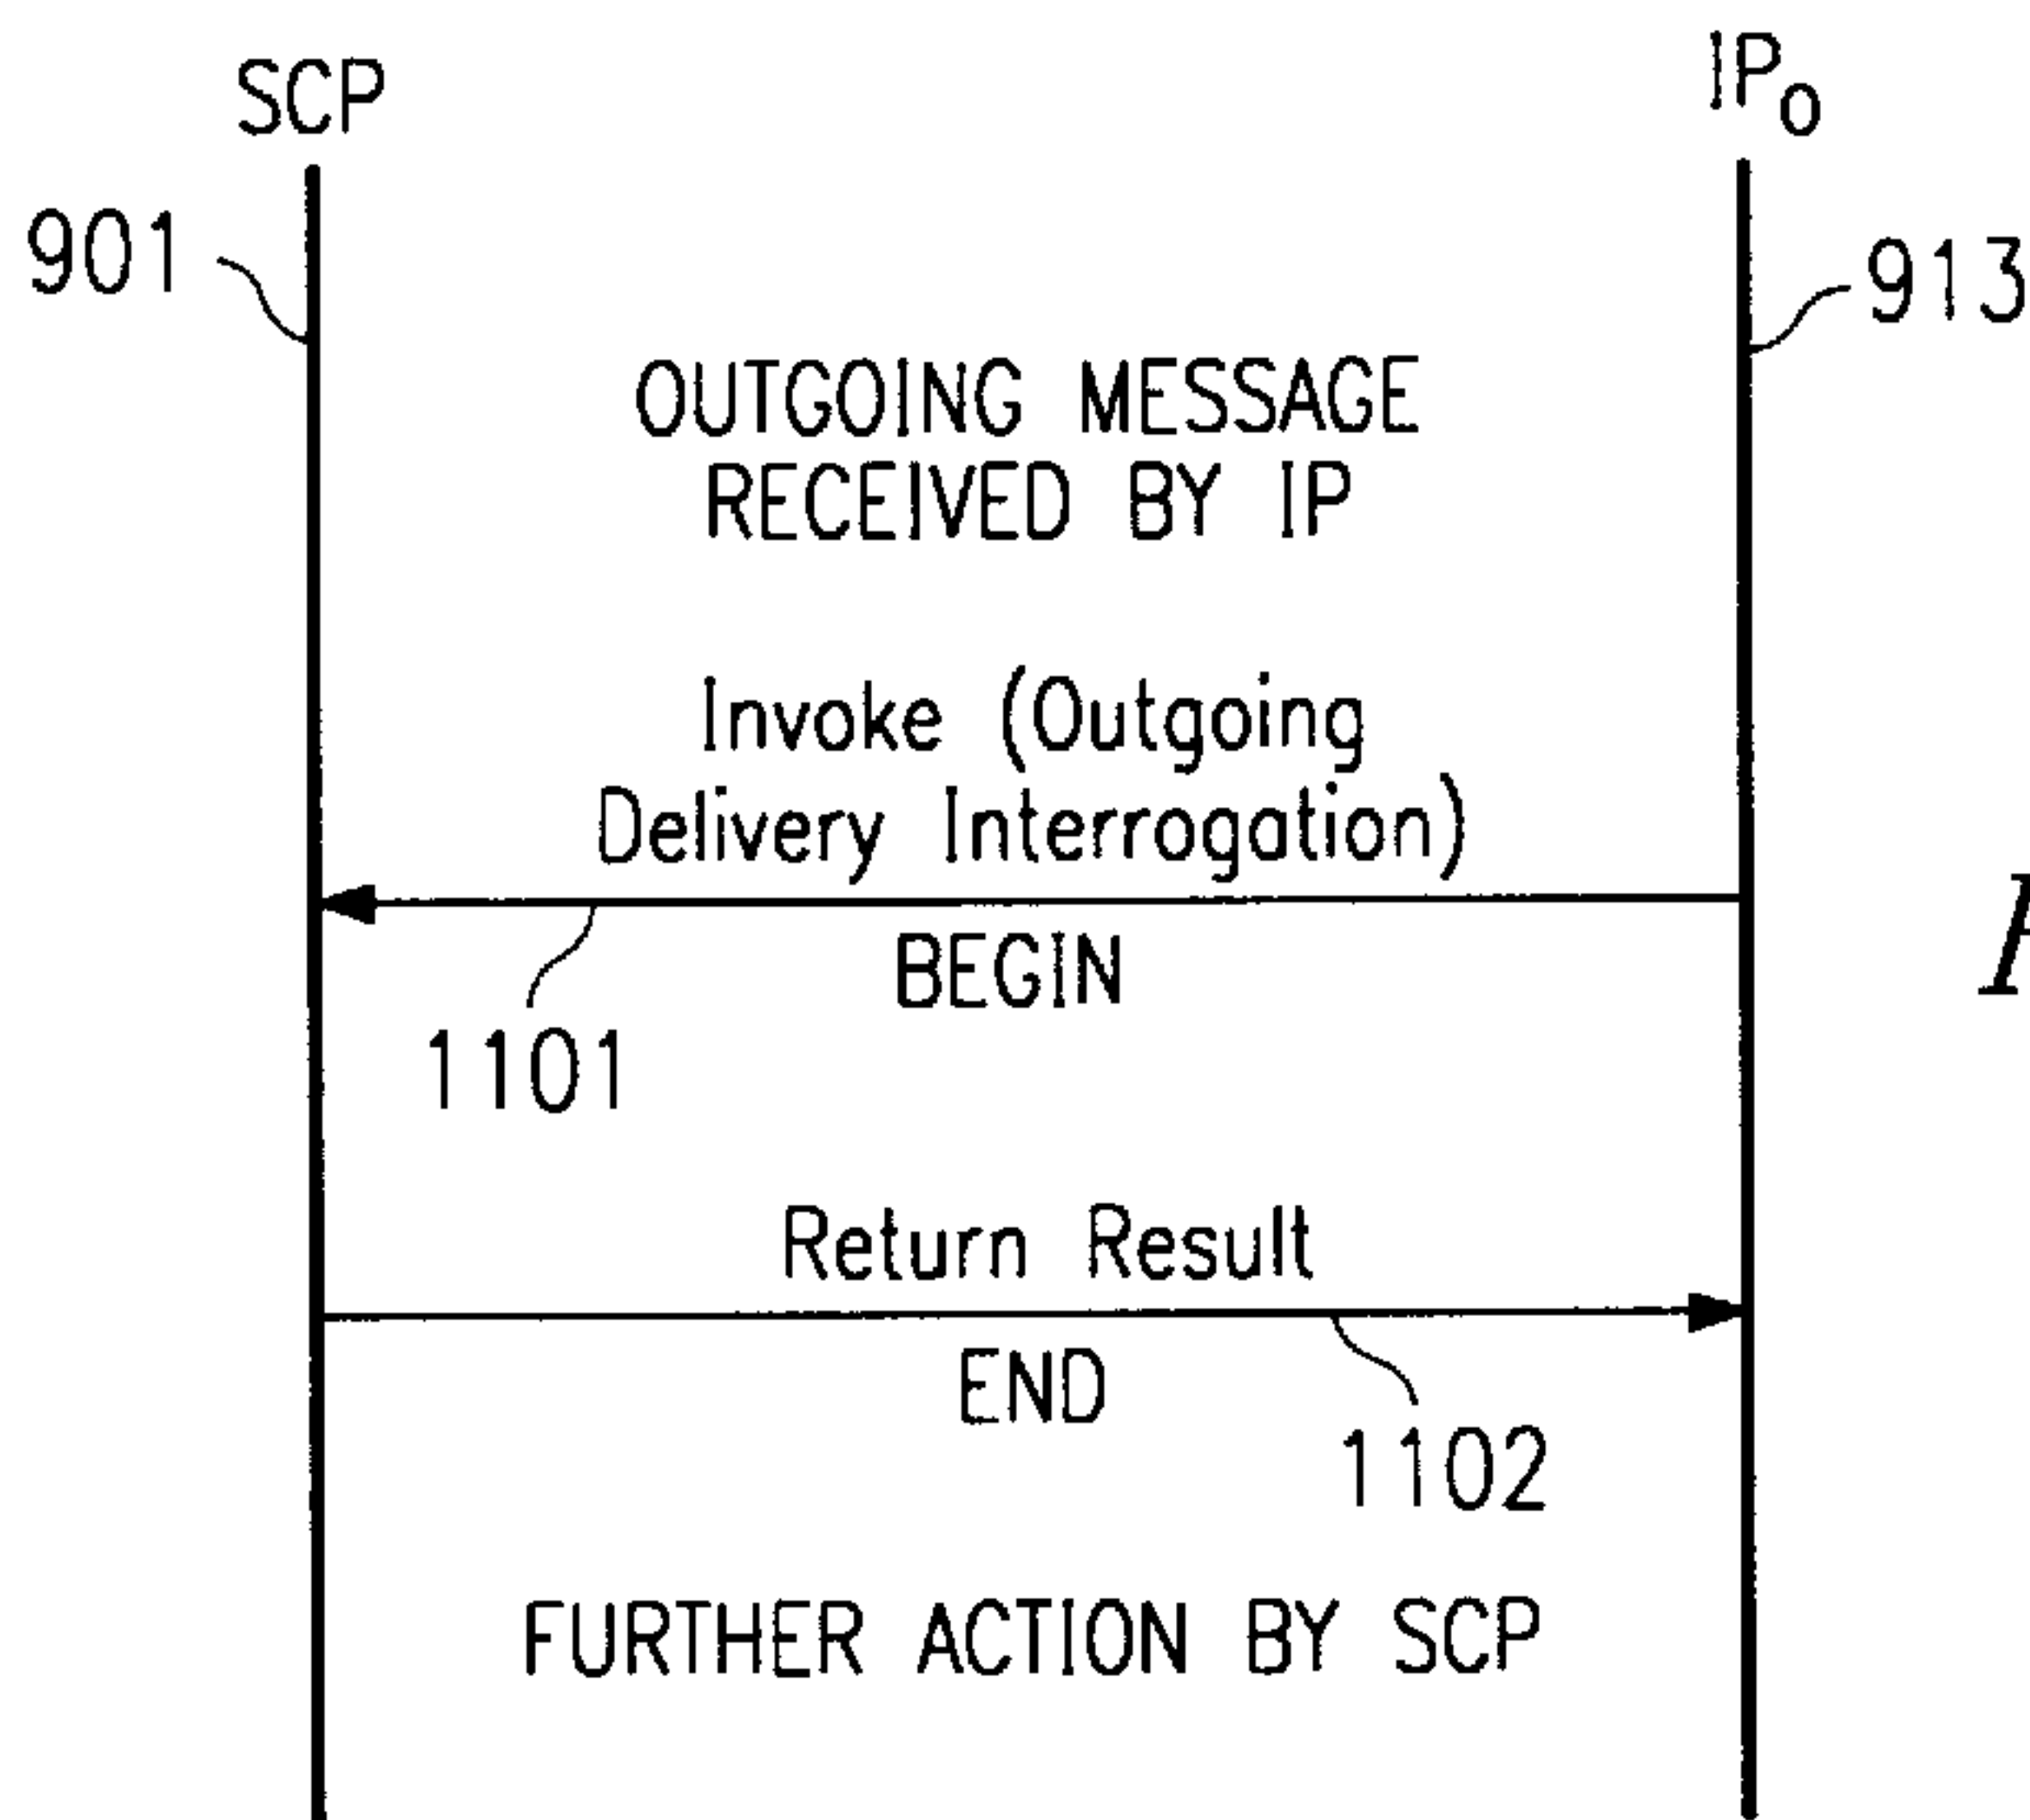 SCP
IPO
901
913
OUTGOING MESSAGE
RECEIVED BY IP
Invoke (Outgoing
Delivery Interrogation)
BEGIN
1101
Return Result
END
1102
FURTHER ACTION BY SCP